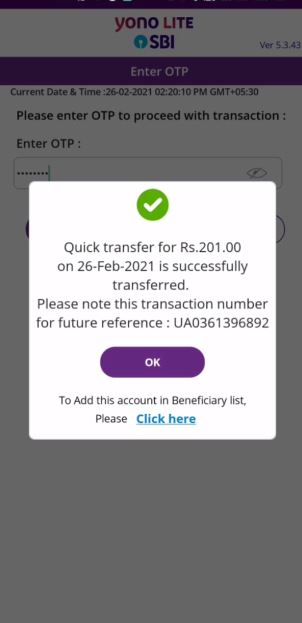 yono LITE
SBI
Ver 5.3.43
Enter OTP
Current Date & Time :26-02-2021 02:20:10 PM GMT+05:30
Please enter OTP to proceed with transaction :
Enter OTP :
Quick transfer for Rs.201.00
on 26-Feb-2021 is successfully
transferred.
Please note this transaction number
for future reference : UA0361396892
OK
To Add this account in Beneficiary list,
Please Click here